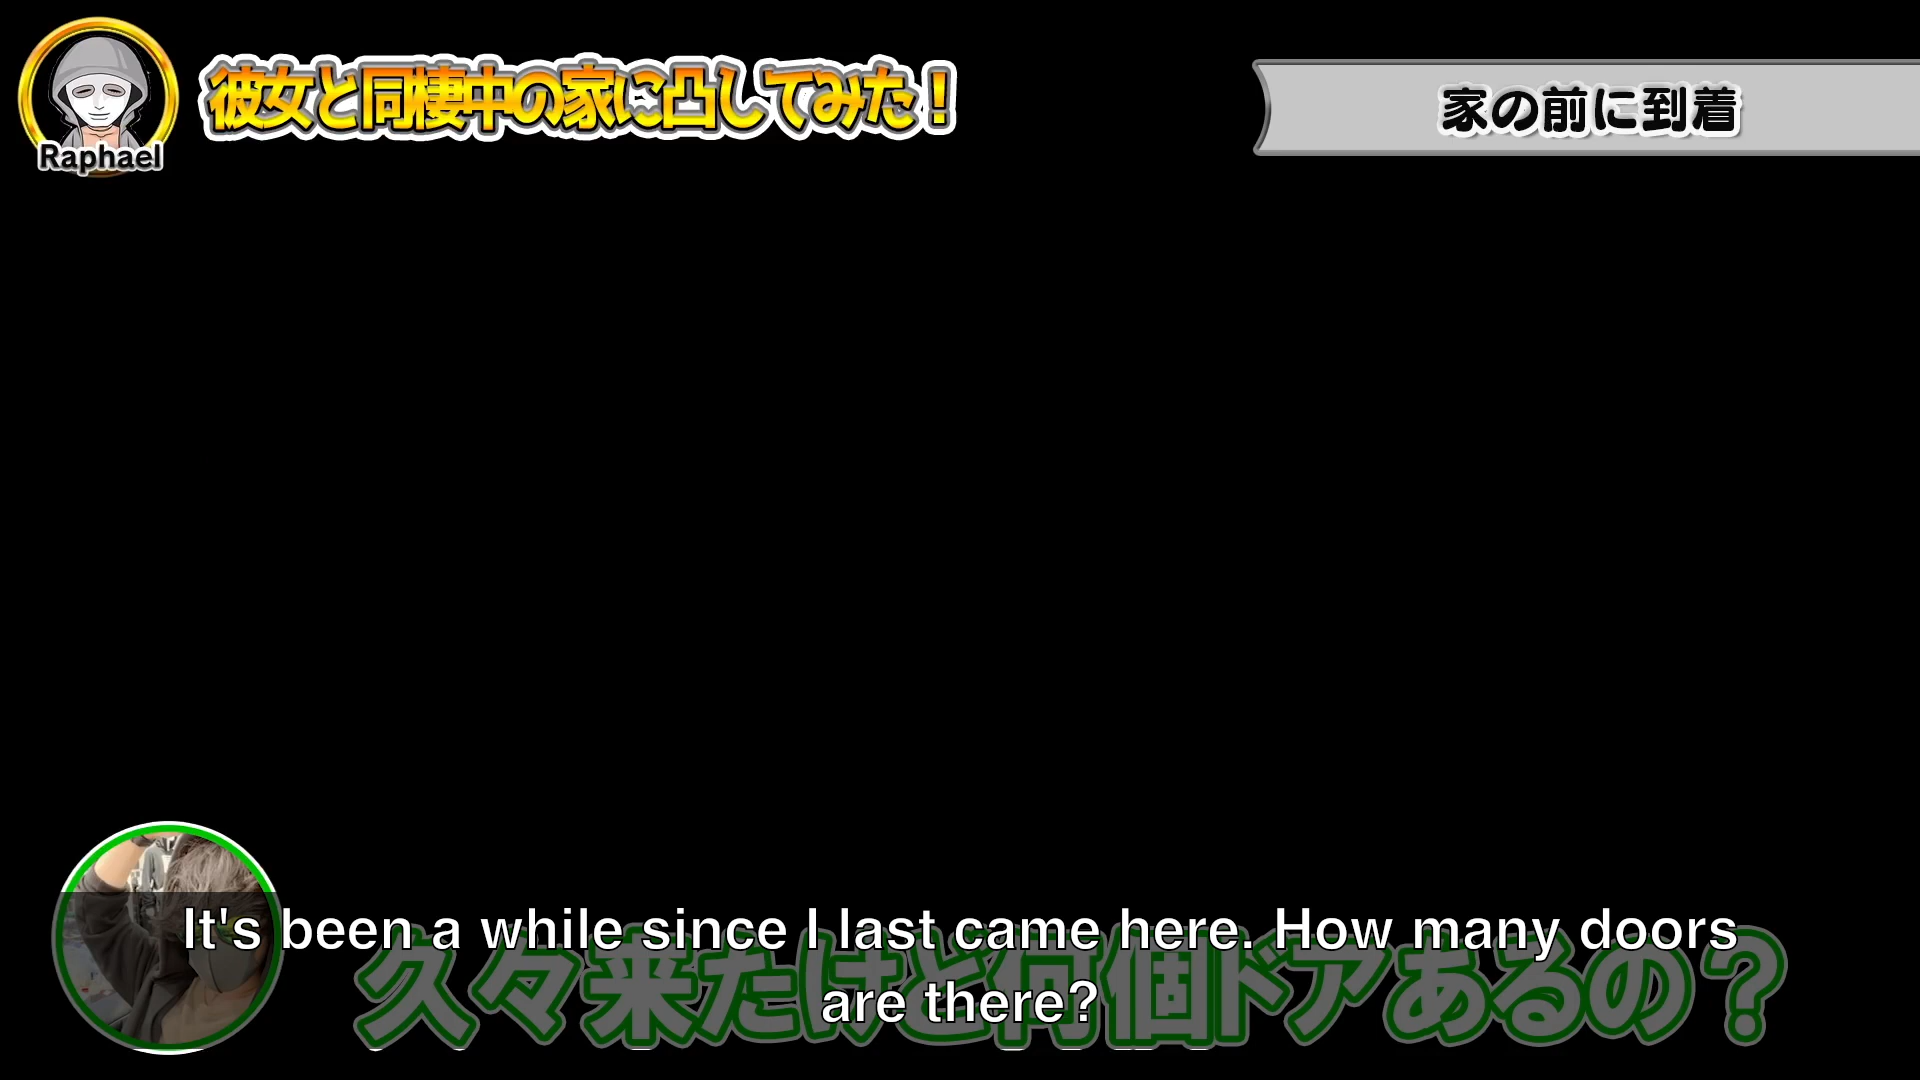 彼女と同棲中の家に凸してみた！
家の前に到着
Raphael
It's been a while since I last came here. How many doors
are there?
久々来たけど何個ドアあるの？